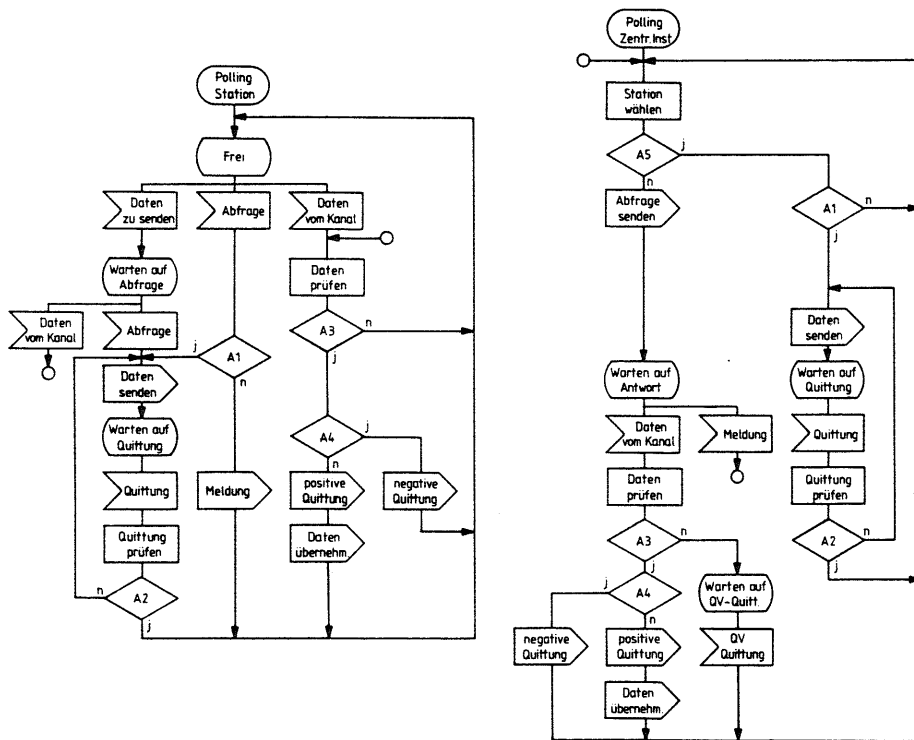 Polling
Station
Frei
Daten
zu senden
Abfrage
Daten
vom Kanal
Warten auf
Abfrage
Daten
prüfen
Daten
vom Kanal
Abfrage
A3
n
j
j
A1
n
Daten
senden
Warten auf
Quittung
A4
j
n
Quittung
Meldung
positive
Quittung
negative
Quittung
Quittung
prüfen
Daten
übernehm.
n
A2
j
Polling
Zentr. Inst
Station
wählen
A5
j
n
Abfrage
senden
A1
n
j
Daten
senden
Warten auf
Antwort
Warten auf
Quittung
Daten
vom Kanal
Meldung
Quittung
Daten
prüfen
Quittung
prüfen
A3
n
j
A2
n
j
j
A4
n
Warten auf
QV-Quitt.
negative
Quittung
positive
Quittung
QV
Quittung
Daten
übernehm.